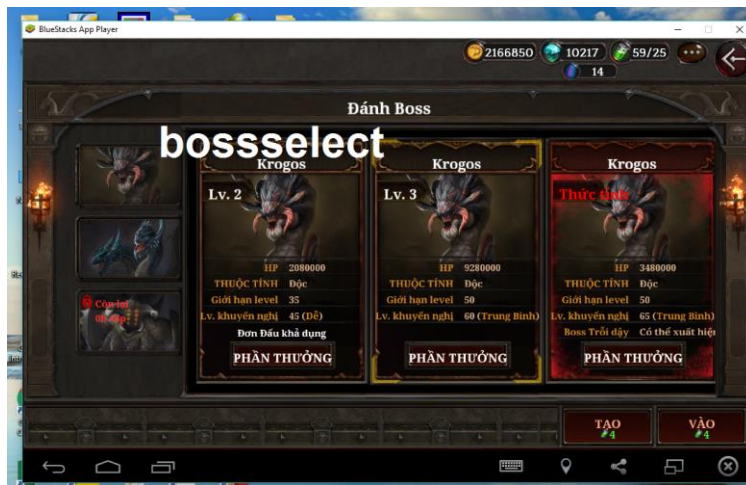 BlueStacks App Player
2166850
10217
59/25
14
Đánh Boss
bossselect
Krogos
Lv. 2
HP 2080000
THUỘC TÍNH Độc
Giới hạn level 35
Lv. khuyến nghị 45 (Dễ)
Đơn Đấu khả dụng
PHẦN THƯỞNG
Krogos
Lv. 3
HP 9280000
THUỘC TÍNH Độc
Giới hạn level 50
Lv. khuyến nghị 60 (Trung Bình)
PHẦN THƯỞNG
Krogos
Thức tỉnh
HP 3480000
THUỘC TÍNH Độc
Giới hạn level 50
Lv. khuyến nghị 65 (Trung Bình)
Boss Trỗi dậy Có thể xuất hiện
PHẦN THƯỞNG
Còn lại
TẠO
4
VÀO
4